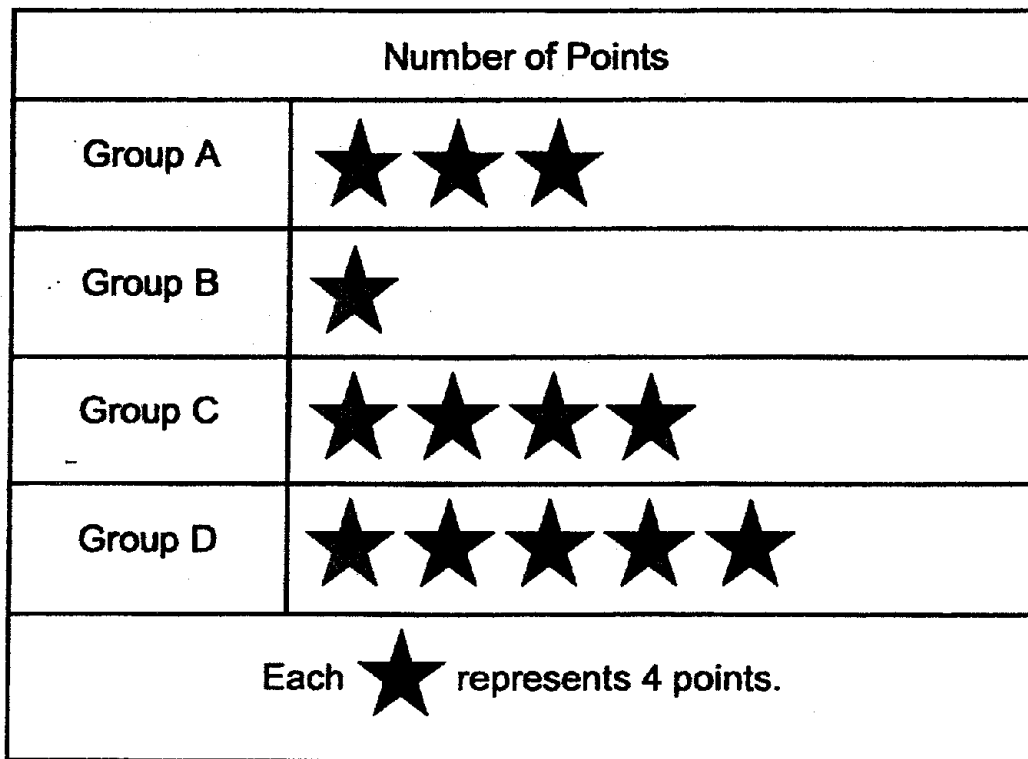 Number of Points
Group A
Group B
Group C
Group D
Each represents 4 points.